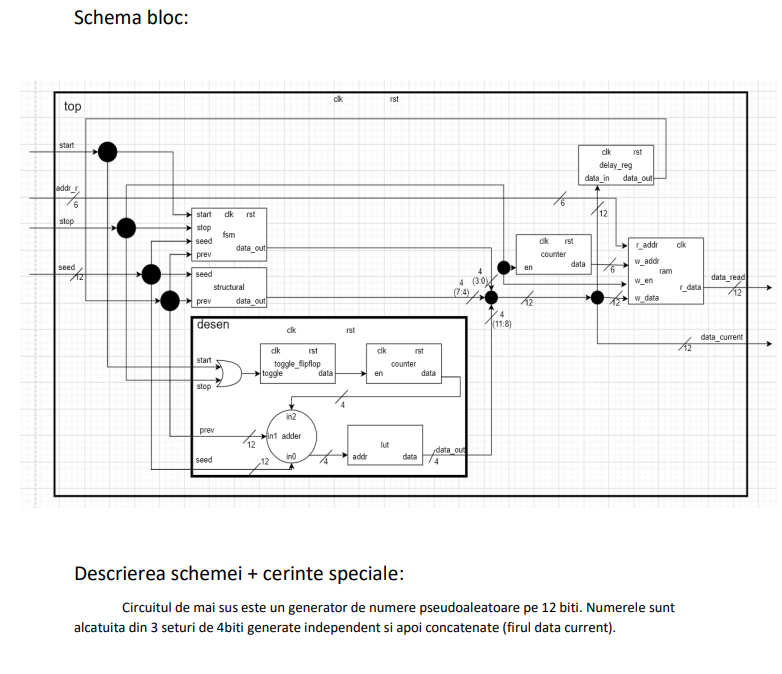 Schema bloc:
clk rst
top
start
clk rst
delay_reg
data_in data_out
addr_r
6
6
12
stop
start clk rst
stop
fsm
seed
data_out
prev
clk rst
counter
en data
6
r_addr clk
w_addr
ram
w_en
r_data
w_data
data_read
12
seed
12
seed
structural
prev data_out
4
(3:0)
4
(7:4)
12
12
4
(11:8)
data_current
12
desen
clk rst
start
stop
clk rst
toggle_flipflop
toggle data
clk rst
counter
en data
4
in2
prev
12
in1 adder
in0
seed
12
4
lut
addr data
data_out
4
Descrierea schemei + cerinte speciale:
Circuitul de mai sus este un generator de numere pseudoaleatoare pe 12 biti. Numerele sunt
alcatuita din 3 seturi de 4biti generate independent si apoi concatenate (firul data current).